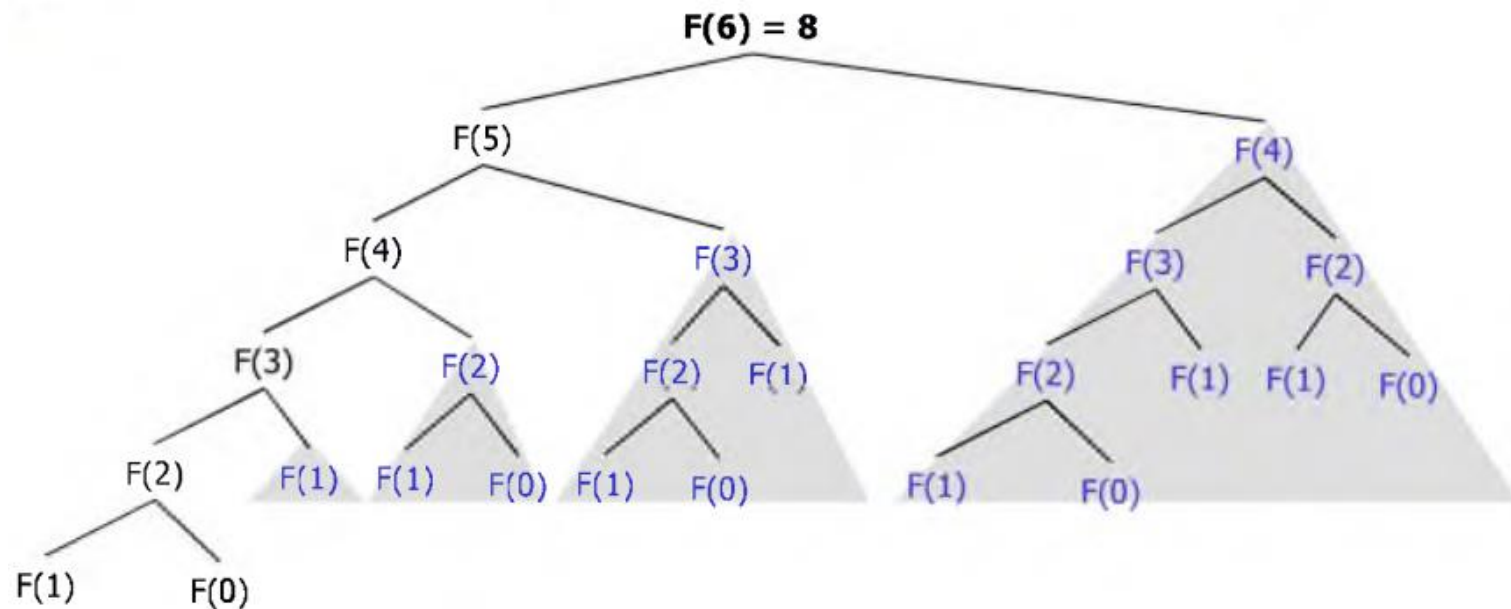 F(6) = 8
F(5)
F(4)
F(4)
F(3)
F(3)
F(2)
F(3)
F(2)
F(2)
F(1)
F(2)
F(1)
F(1)
F(0)
F(2)
F(1)
F(1)
F(0)
F(1)
F(0)
F(1)
F(0)
F(1)
F(0)